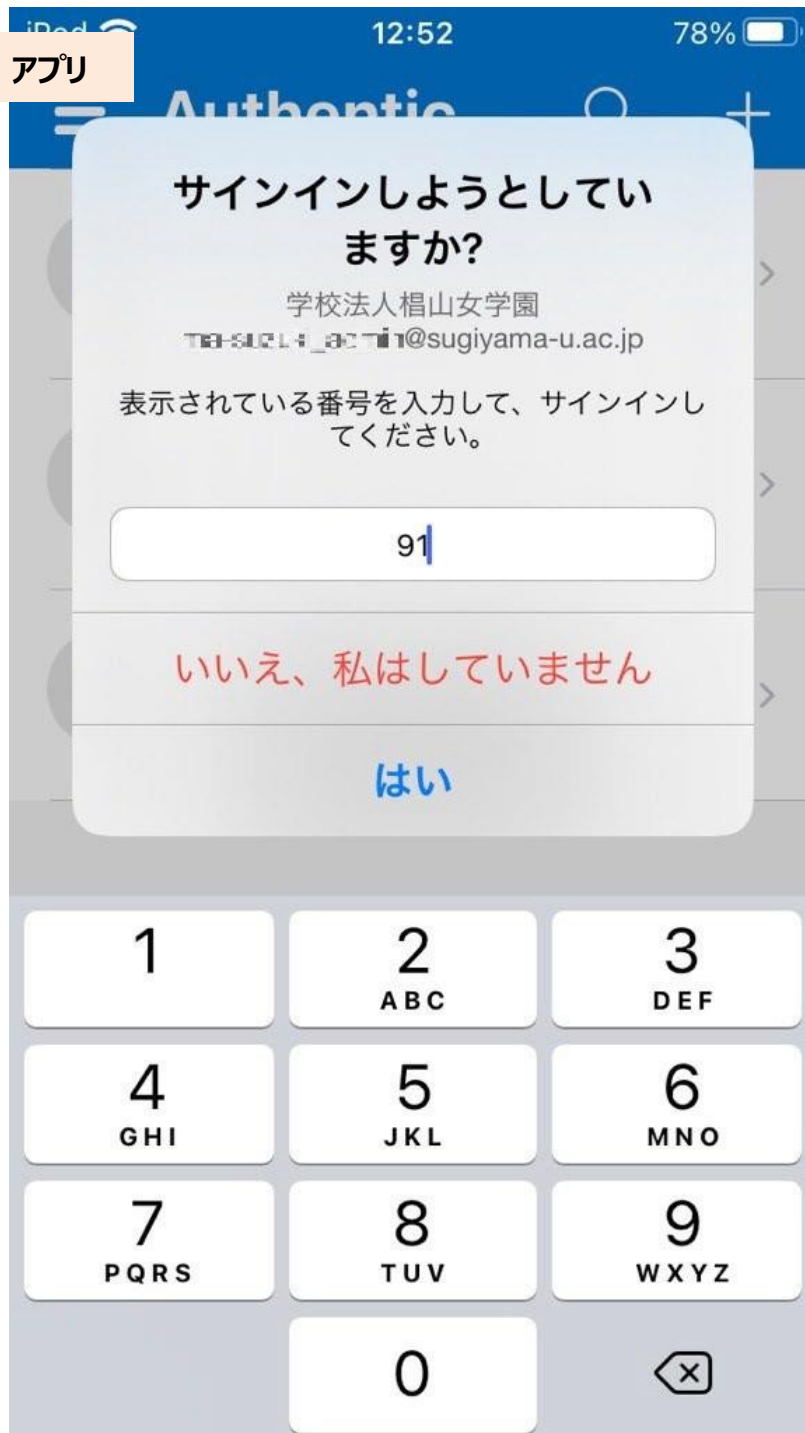 iPod 12:52 78%
アプリ
Authentic
サインインしようとしてい
ますか?
学校法人椙山女学園
@sugiyama-u.ac.jp
表示されている番号を入力して、サインインし
てください。
91
いいえ、私はしていません
はい
1 2 3
ABC DEF
4 5 6
GHI JKL MNO
7 8 9
PQRS TUV WXYZ
0